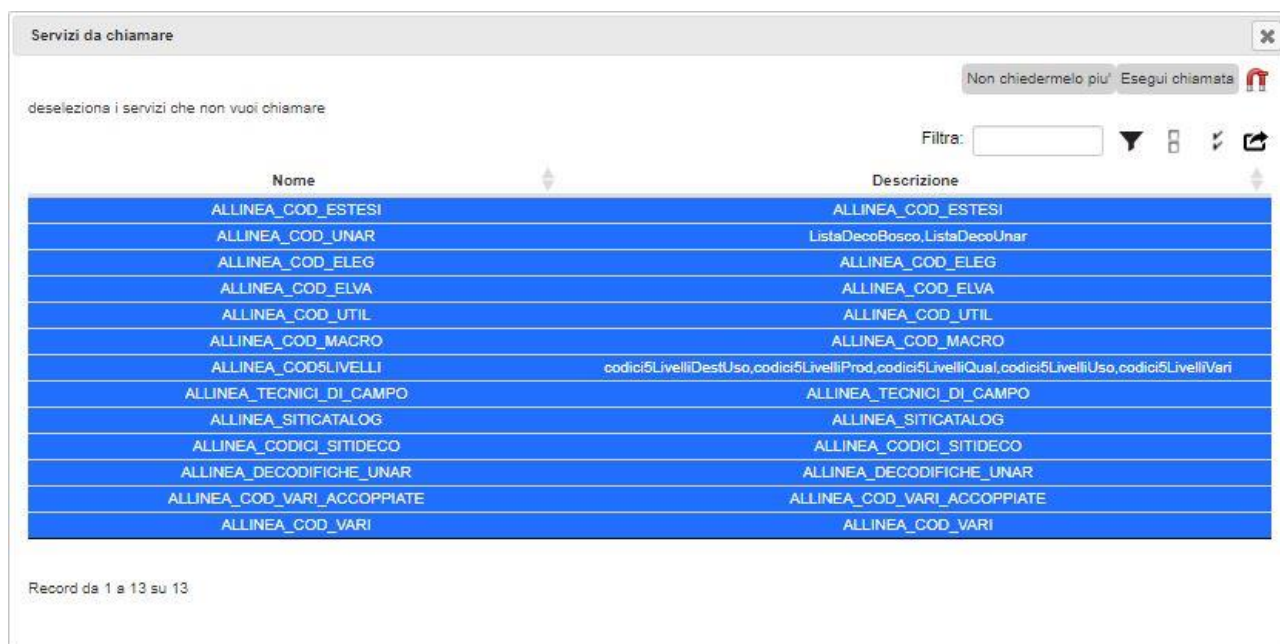 Servizi da chiamare
Non chiedermelo piu' Esegui chiamata
deseleziona i servizi che non vuoi chiamare
Filtra:
Nome Descrizione
ALLINEA_COD_ESTESI ALLINEA_COD_ESTESI
ALLINEA_COD_UNAR ListaDecoBosco,ListaDecoUnar
ALLINEA_COD_ELEG ALLINEA_COD_ELEG
ALLINEA_COD_ELVA ALLINEA_COD_ELVA
ALLINEA_COD_UTIL ALLINEA_COD_UTIL
ALLINEA_COD_MACRO ALLINEA_COD_MACRO
ALLINEA_COD5LIVELLI codici5LivelliDestUso,codici5LivelliProd,codici5LivelliQual,codici5LivelliUso,codici5LivelliVari
ALLINEA_TECNICI_DI_CAMPO ALLINEA_TECNICI_DI_CAMPO
ALLINEA_SITICATALOG ALLINEA_SITICATALOG
ALLINEA_CODICI_SITIDECO ALLINEA_CODICI_SITIDECO
ALLINEA_DECODIFICHE_UNAR ALLINEA_DECODIFICHE_UNAR
ALLINEA_COD_VARI_ACCOPPIATE ALLINEA_COD_VARI_ACCOPPIATE
ALLINEA_COD_VARI ALLINEA_COD_VARI
Record da 1 a 13 su 13